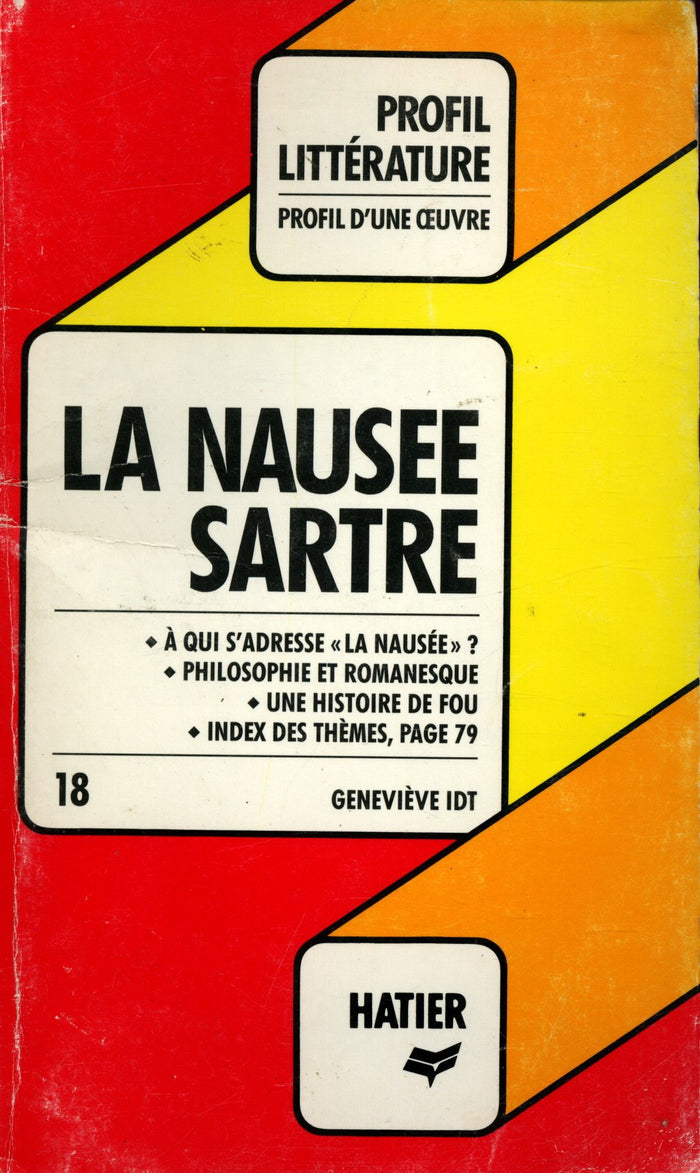 PROFIL
LITTÉRATURE
PROFIL D'UNE ŒUVRE
LA NAUSEE
SARTRE
◆ À QUI S'ADRESSE « LA NAUSÉE » ?
◆ PHILOSOPHIE ET ROMANESQUE
◆ UNE HISTOIRE DE FOU
◆ INDEX DES THÈMES, PAGE 79
18 GENEVIÈVE IDT
HATIER